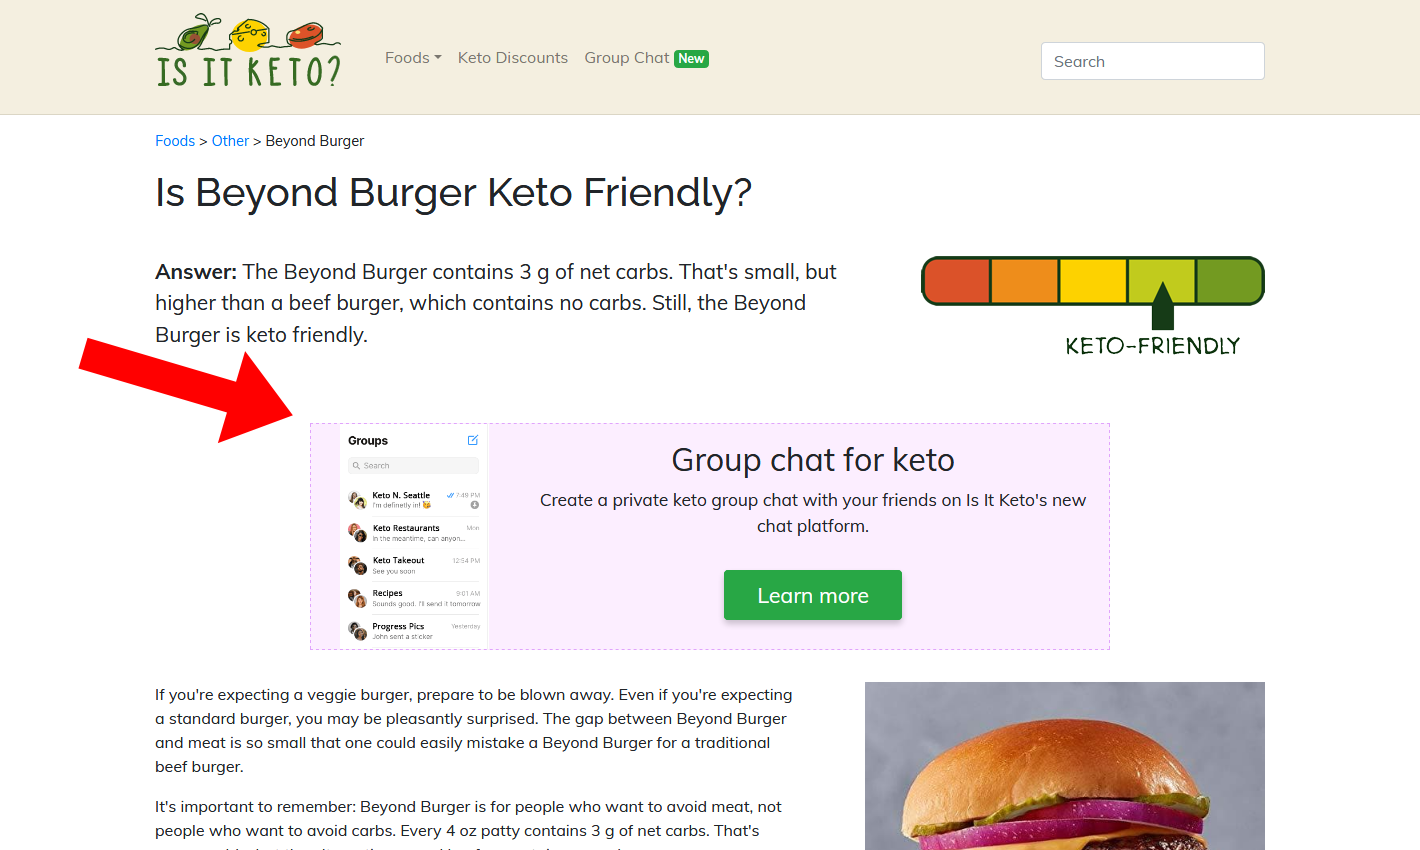 IS IT KETO?
Foods
Keto Discounts
Group Chat New
Search
Foods > Other > Beyond Burger
Is Beyond Burger Keto Friendly?
Answer: The Beyond Burger contains 3 g of net carbs. That's small, but
higher than a beef burger, which contains no carbs. Still, the Beyond
Burger is keto friendly.
KETO-FRIENDLY
Groups
Search
Keto N. Seattle 7:49 PM
I'm definetly in!
Keto Restaurants Mon
In the meantime, can anyon...
Keto Takeout 12:54 PM
See you soon
Recipes 9:01 AM
Sounds good. I'll send it tomorrow
Progress Pics Yesterday
John sent a sticker
Group chat for keto
Create a private keto group chat with your friends on Is It Keto's new
chat platform.
Learn more
If you're expecting a veggie burger, prepare to be blown away. Even if you're expecting
a standard burger, you may be pleasantly surprised. The gap between Beyond Burger
and meat is so small that one could easily mistake a Beyond Burger for a traditional
beef burger.
It's important to remember: Beyond Burger is for people who want to avoid meat, not
people who want to avoid carbs. Every 4 oz patty contains 3 g of net carbs. That's